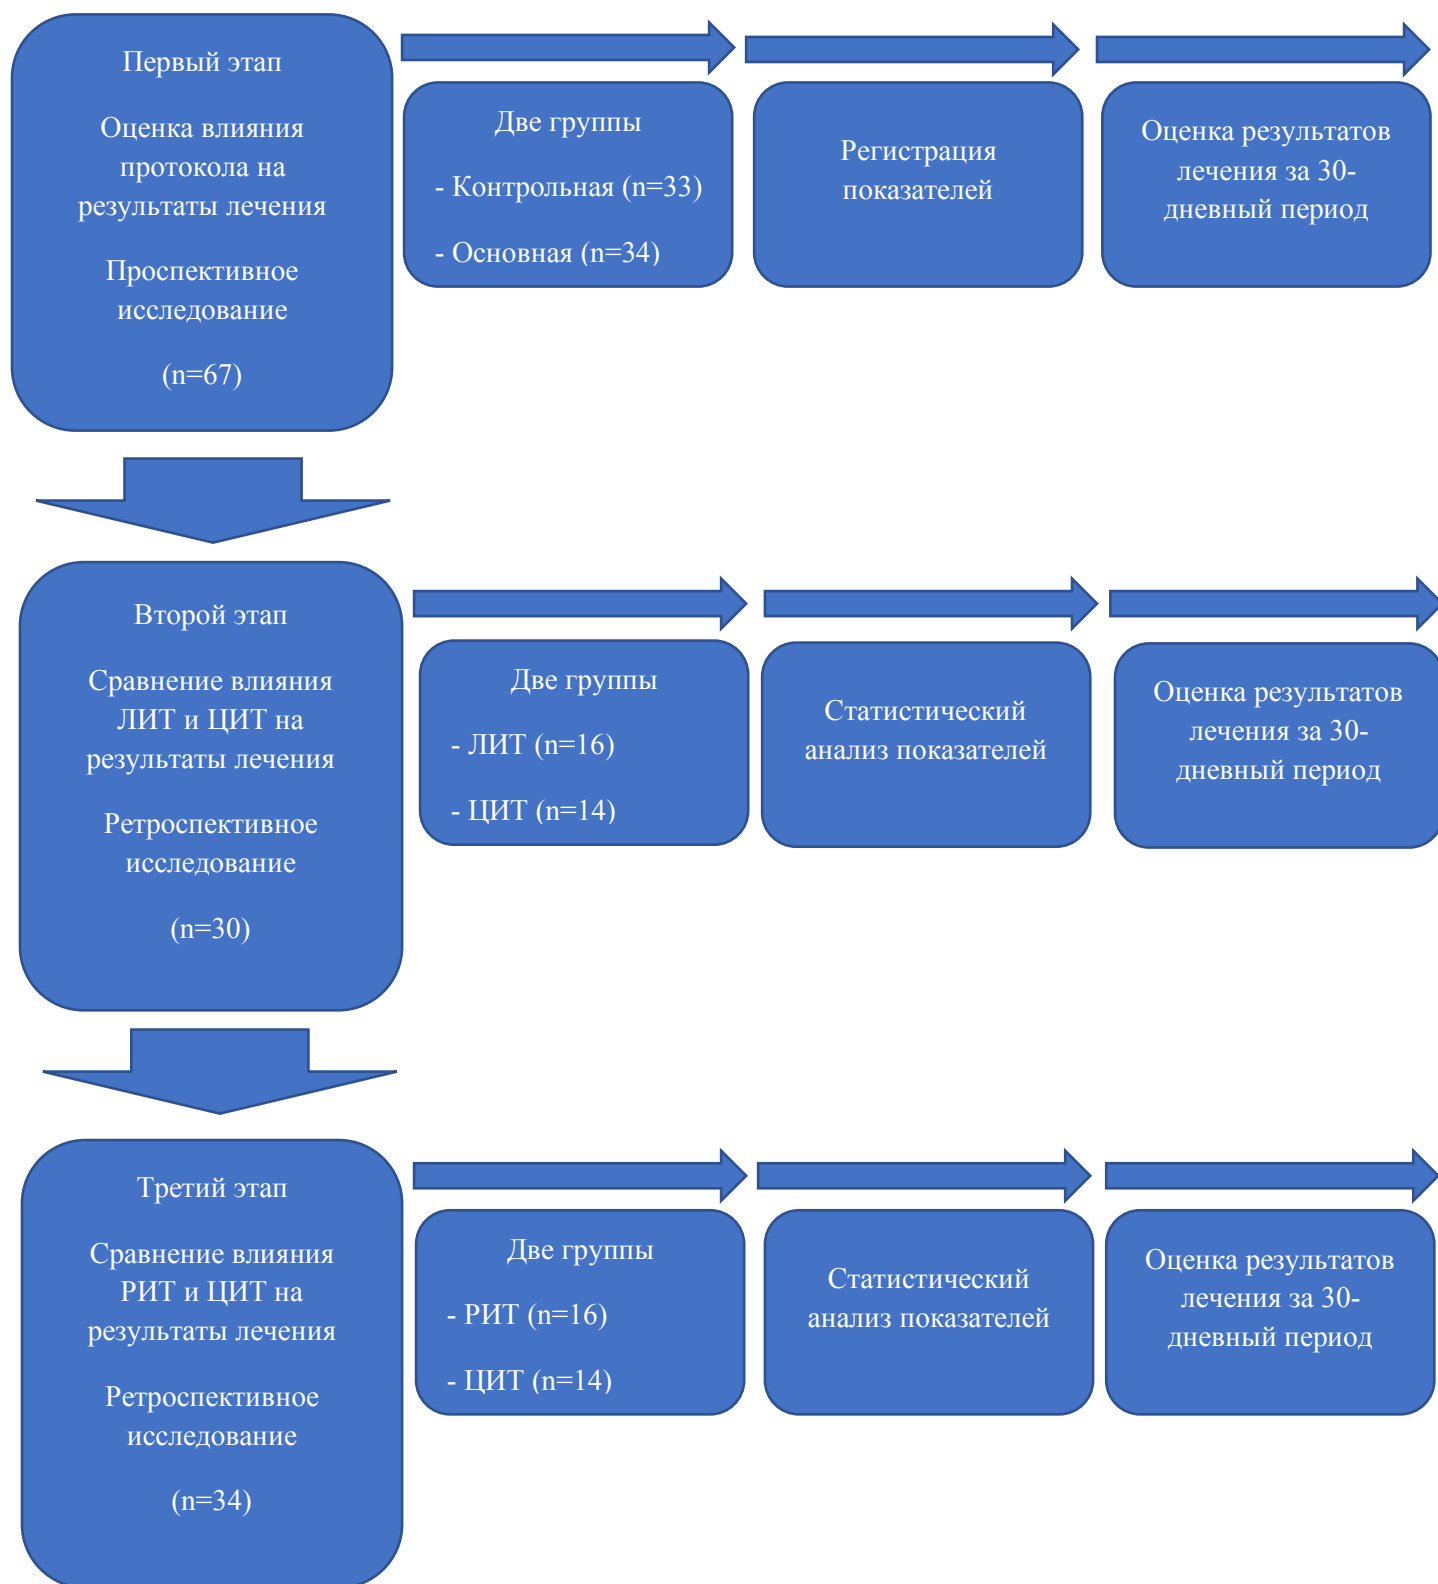 Первый этап
Оценка влияния
протокола на
результаты лечения
Проспективное
исследование
(n=67)
Две группы
- Контрольная (n=33)
- Основная (n=34)
Регистрация
показателей
Оценка результатов
лечения за 30-
дневный период
Второй этап
Сравнение влияния
ЛИТ и ЦИТ на
результаты лечения
Ретроспективное
исследование
(n=30)
Две группы
- ЛИТ (n=16)
- ЦИТ (n=14)
Статистический
анализ показателей
Оценка результатов
лечения за 30-
дневный период
Третий этап
Сравнение влияния
РИТ и ЦИТ на
результаты лечения
Ретроспективное
исследование
(n=34)
Две группы
- РИТ (n=16)
- ЦИТ (n=14)
Статистический
анализ показателей
Оценка результатов
лечения за 30-
дневный период